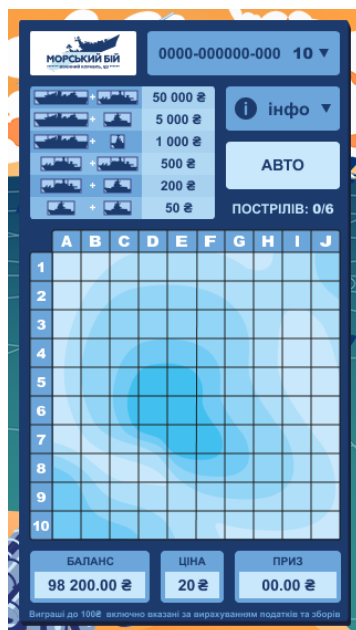 МОРСЬКИЙ БІЙ
0000-000000-000 10 ▼
+ 50 000 ₴
+ 5 000 ₴
+ 1 000 ₴
+ 500 ₴
+ 200 ₴
+ 50 ₴
i інфо ▼
АВТО
ПОСТРІЛІВ: 0/6
A B C D E F G H I J
1
2
3
4
5
6
7
8
9
10
БАЛАНС ЦІНА ПРИЗ
98 200.00 ₴ 20 ₴ 00.00 ₴
Виграші до 100₴ включно вказані за вирахуванням податків та зборів